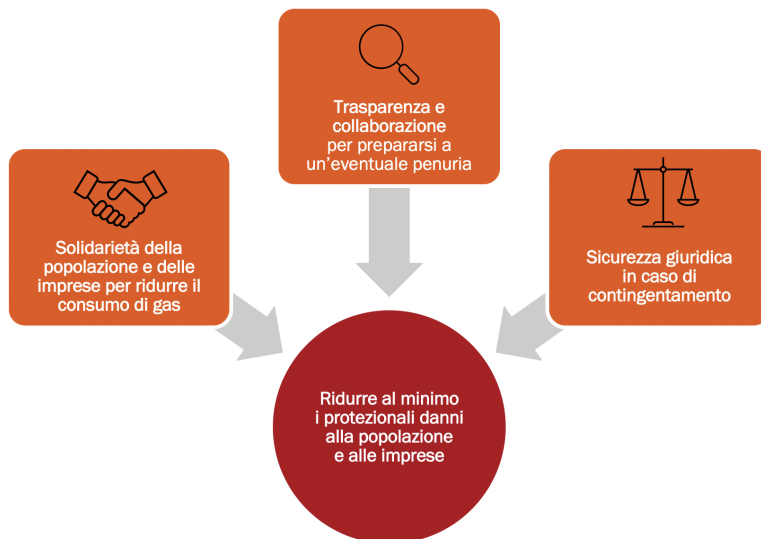 Trasparenza e
collaborazione
per prepararsi a
un'eventuale penuria
Solidarietà della
popolazione e delle
imprese per ridurre il
consumo di gas
Sicurezza giuridica
in caso di
contingentamento
Ridurre al minimo
i protezionali danni
alla popolazione
e alle imprese